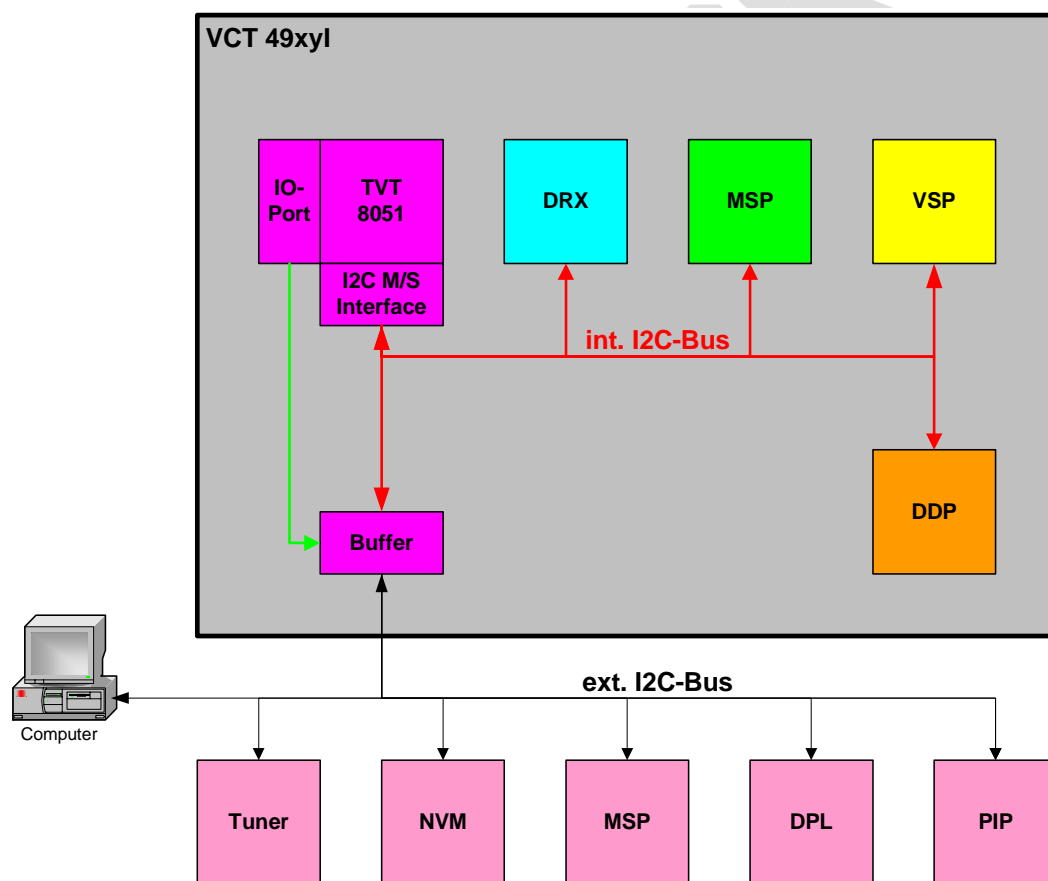 VCT 49xyI
IO-
Port
TVT
8051
I2C M/S
Interface
DRX
MSP
VSP
int. I2C-Bus
DDP
Buffer
ext. I2C-Bus
Computer
Tuner
NVM
MSP
DPL
PIP